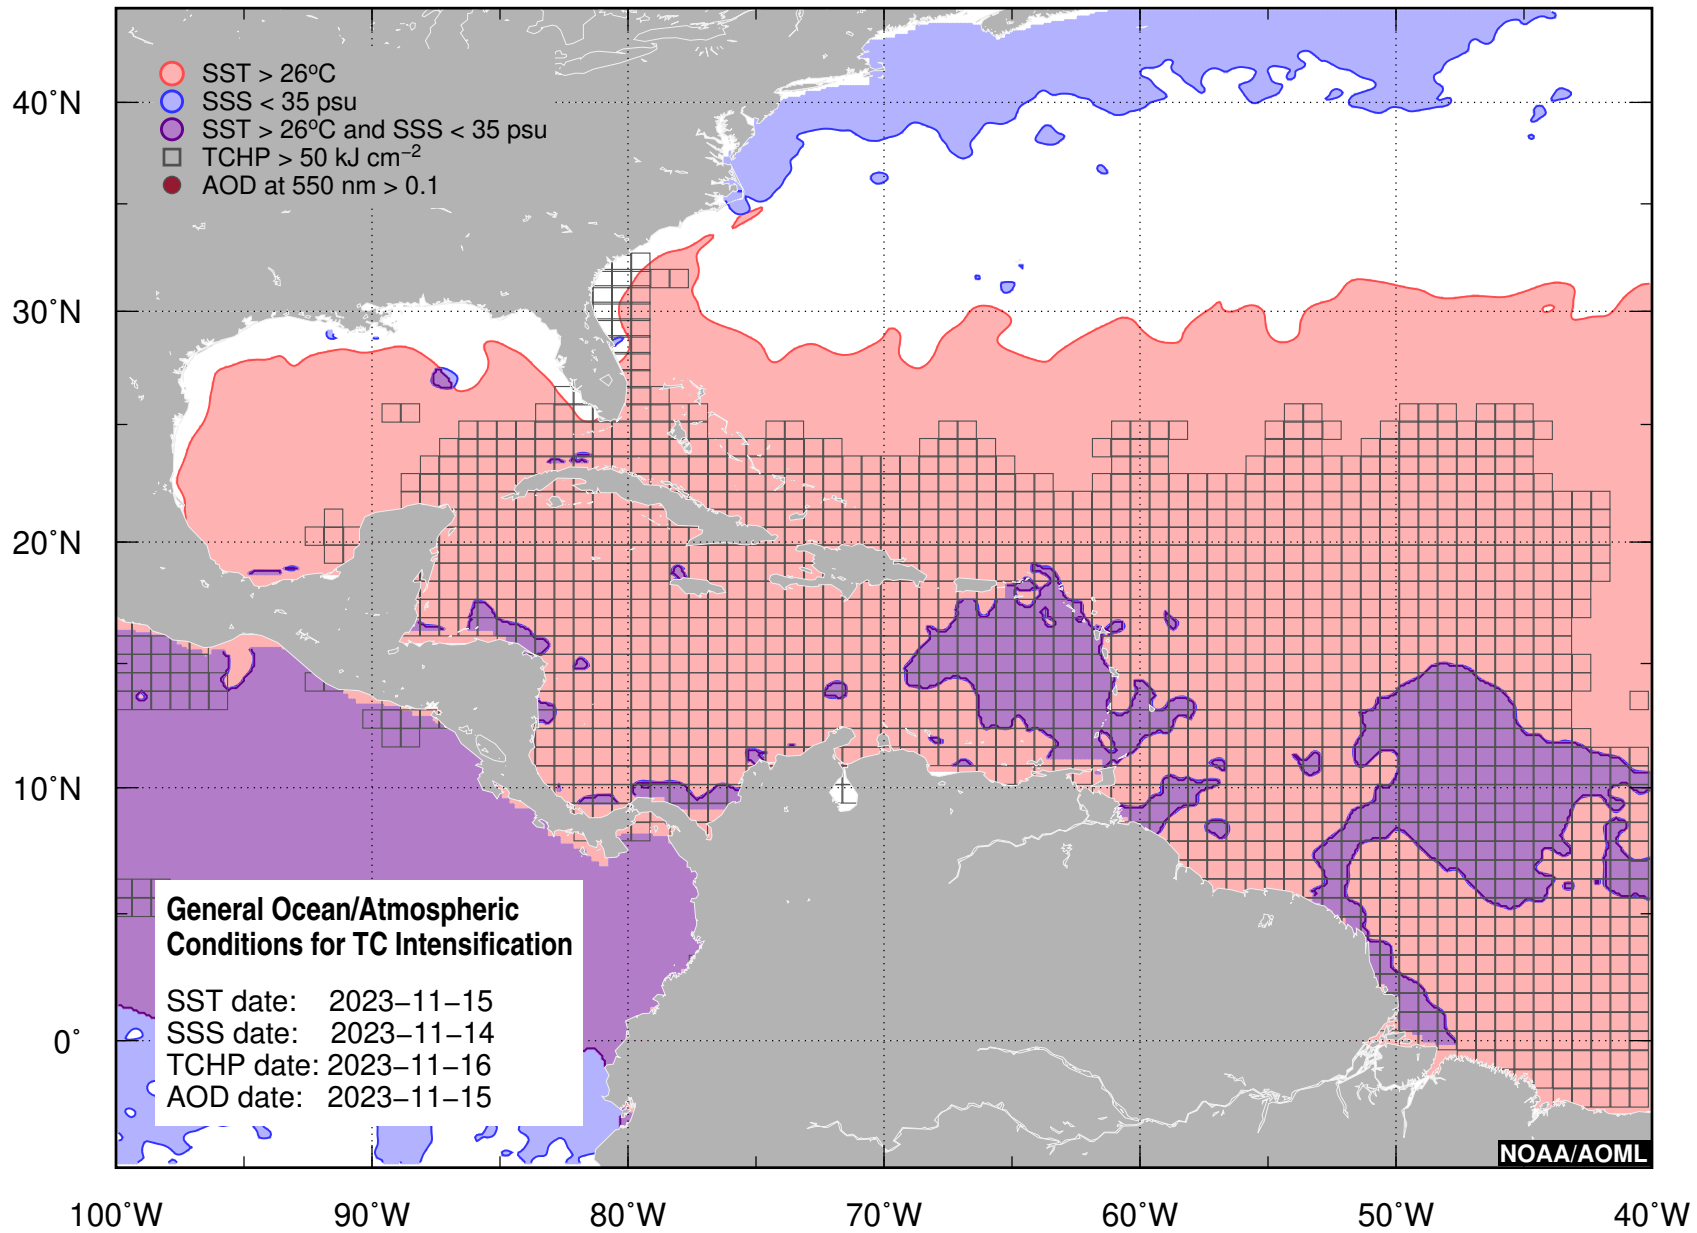 SST > 26°C
SSS < 35 psu
SST > 26°C and SSS < 35 psu
TCHP > 50 kJ cm⁻²
AOD at 550 nm > 0.1
40°N
30°N
20°N
10°N
0°
General Ocean/Atmospheric
Conditions for TC Intensification
SST date: 2023−11−15
SSS date: 2023−11−14
TCHP date: 2023−11−16
AOD date: 2023−11−15
NOAA/AOML
100°W 90°W 80°W 70°W 60°W 50°W 40°W